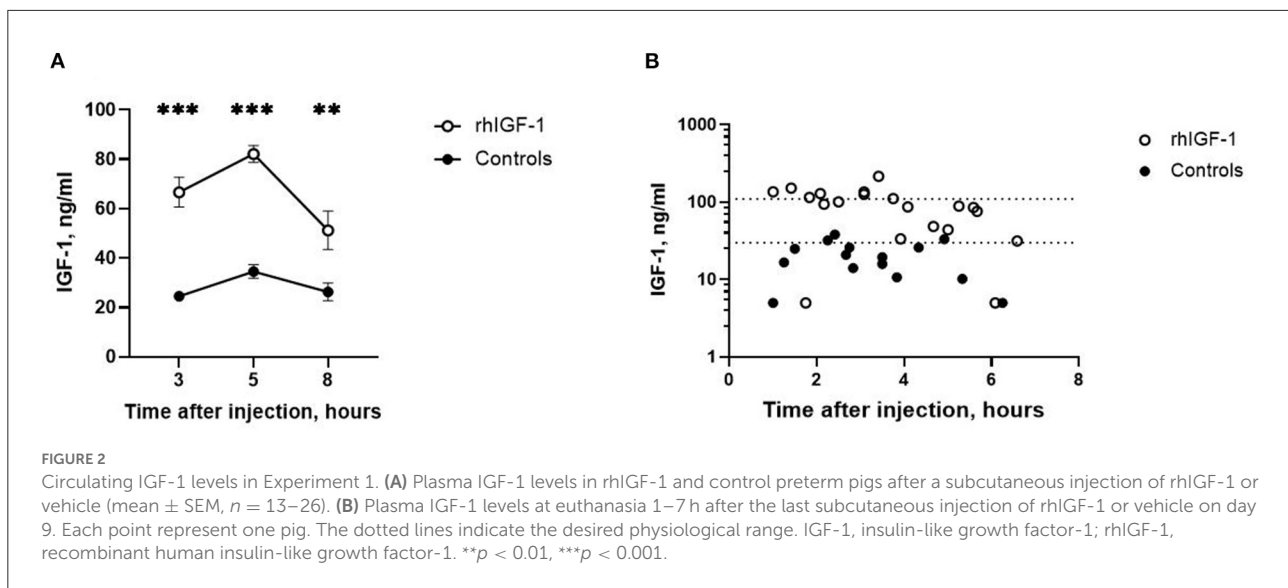 A
B
*** *** **
100
80
60
40
20
0
IGF-1, ng/ml
3 5 8
Time after injection, hours
rhIGF-1
Controls
1000
100
10
1
IGF-1, ng/ml
0 2 4 6 8
Time after injection, hours
rhIGF-1
Controls
FIGURE 2
Circulating IGF-1 levels in Experiment 1. (A) Plasma IGF-1 levels in rhIGF-1 and control preterm pigs after a subcutaneous injection of rhIGF-1 or
vehicle (mean ± SEM, n = 13–26). (B) Plasma IGF-1 levels at euthanasia 1–7 h after the last subcutaneous injection of rhIGF-1 or vehicle on day
9. Each point represent one pig. The dotted lines indicate the desired physiological range. IGF-1, insulin-like growth factor-1; rhIGF-1,
recombinant human insulin-like growth factor-1. **p < 0.01, ***p < 0.001.